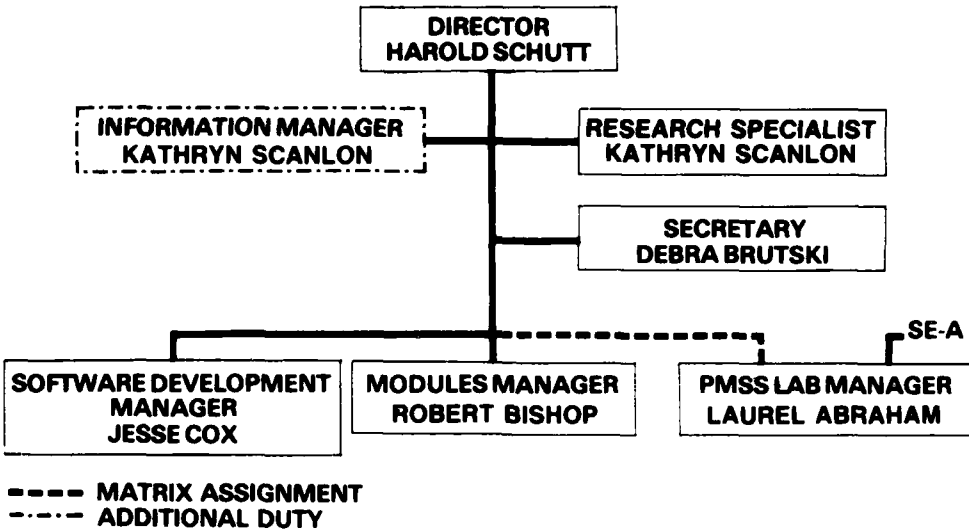 DIRECTOR
HAROLD SCHUTT
INFORMATION MANAGER
KATHRYN SCANLON
RESEARCH SPECIALIST
KATHRYN SCANLON
SECRETARY
DEBRA BRUTSKI
SE-A
SOFTWARE DEVELOPMENT
MANAGER
JESSE COX
MODULES MANAGER
ROBERT BISHOP
PMSS LAB MANAGER
LAUREL ABRAHAM
MATRIX ASSIGNMENT
ADDITIONAL DUTY